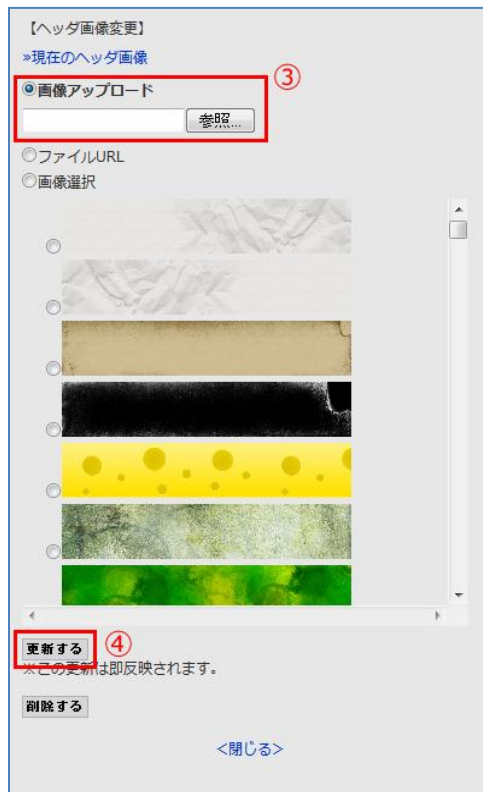 【ヘッダ画像変更】
»現在のヘッダ画像
画像アップロード
③
参照...
ファイルURL
画像選択
更新する
④
※この更新は即反映されます。
削除する
<閉じる>